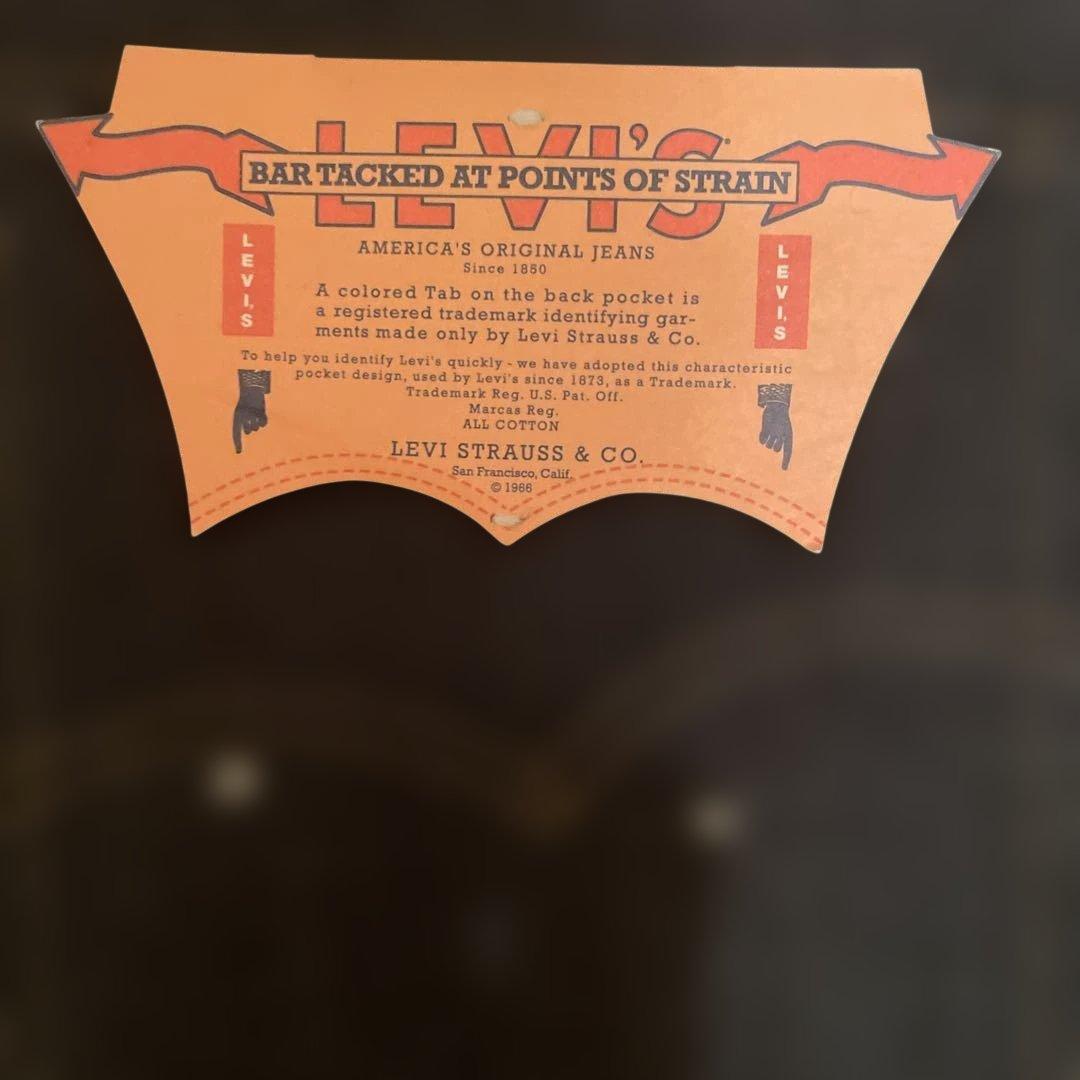 LEVI'S
BAR TACKED AT POINTS OF STRAIN
AMERICA'S ORIGINAL JEANS
Since 1850
LEVI'S
LEVI'S
A colored Tab on the back pocket is
a registered trademark identifying gar-
ments made only by Levi Strauss & Co.
To help you identify Levi's quickly - we have adopted this characteristic
pocket design, used by Levi's since 1873, as a Trademark.
Trademark Reg. U.S. Pat. Off.
Marcas Reg.
ALL COTTON
LEVI STRAUSS & CO.
San Francisco, Calif.
© 1966